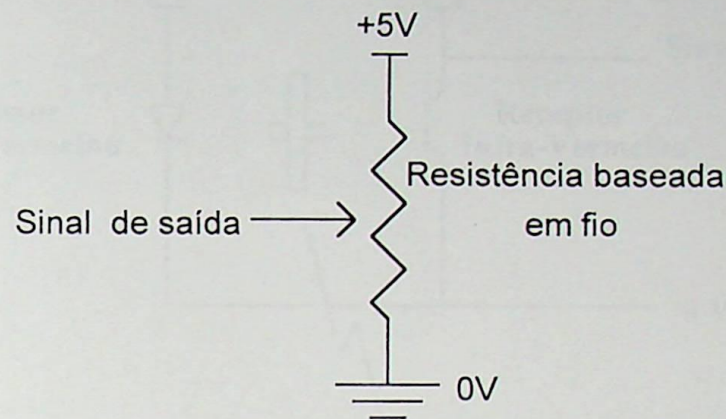 +5V
Resistência baseada
em fio
Sinal de saída
0V